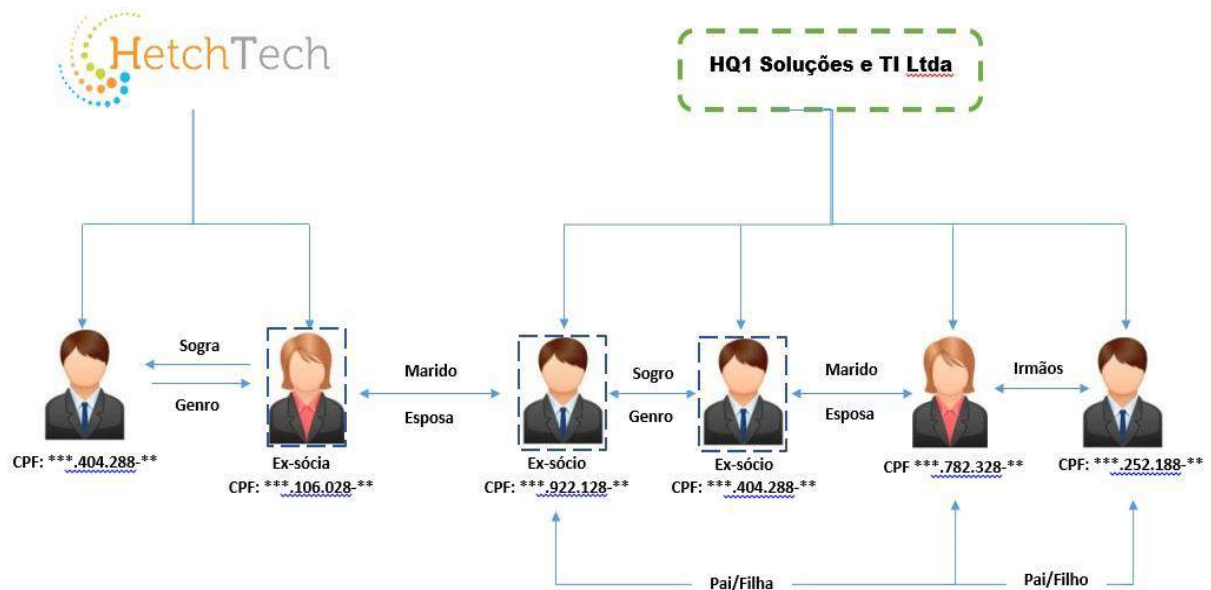 HetchTech
HQ1 Soluções e TI Ltda
Sogra
Genro
Marido
Esposa
Sogro
Genro
Marido
Esposa
Irmãos
CPF: ***.404.288-**
Ex-sócia
CPF: ***.106.028-**
Ex-sócio
CPF: ***.922.128-**
Ex-sócio
CPF: ***.404.288-**
CPF ***.782.328-**
CPF: ***.252.188-**
Pai/Filha
Pai/Filho